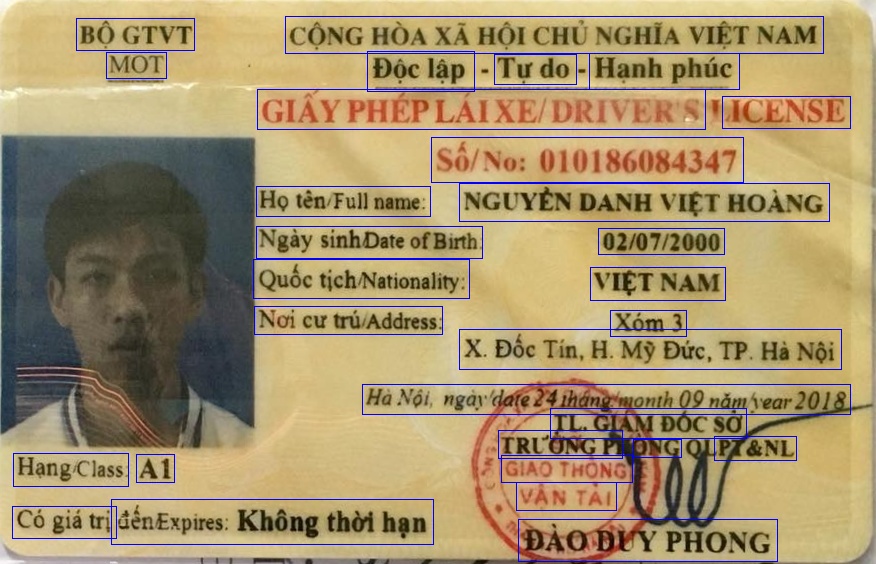 BỘ GTVT
MOT
CỘNG HÒA XÃ HỘI CHỦ NGHĨA VIỆT NAM
Độc lập - Tự do - Hạnh phúc
GIẤY PHÉP LÁI XE/ DRIVER'S LICENSE
Số/No: 010186084347
Họ tên/Full name: NGUYỄN DANH VIỆT HOÀNG
Ngày sinh/Date of Birth: 02/07/2000
Quốc tịch/Nationality: VIỆT NAM
Nơi cư trú/Address: Xóm 3
X. Đốc Tín, H. Mỹ Đức, TP. Hà Nội
Hà Nội, ngày/date 24 tháng/month 09 năm/year 2018
TL. GIÁM ĐỐC SỞ
TRƯỞNG PHÒNG QLPT&NL
GIAO THÔNG
VẬN TẢI
Hạng/Class: A1
Có giá trị đến/Expires: Không thời hạn
ĐÀO DUY PHONG